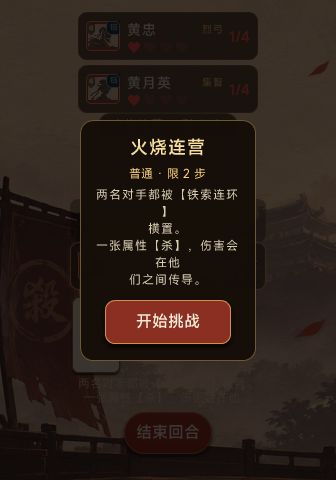 黄忠
烈弓
1/4
黄月英
集智
1/4
火烧连营
普通 · 限 2 步
两名对手都被【铁索连环
】
横置。
一张属性【杀】，伤害会
在他
们之间传导。
开始挑战
殺
结束回合